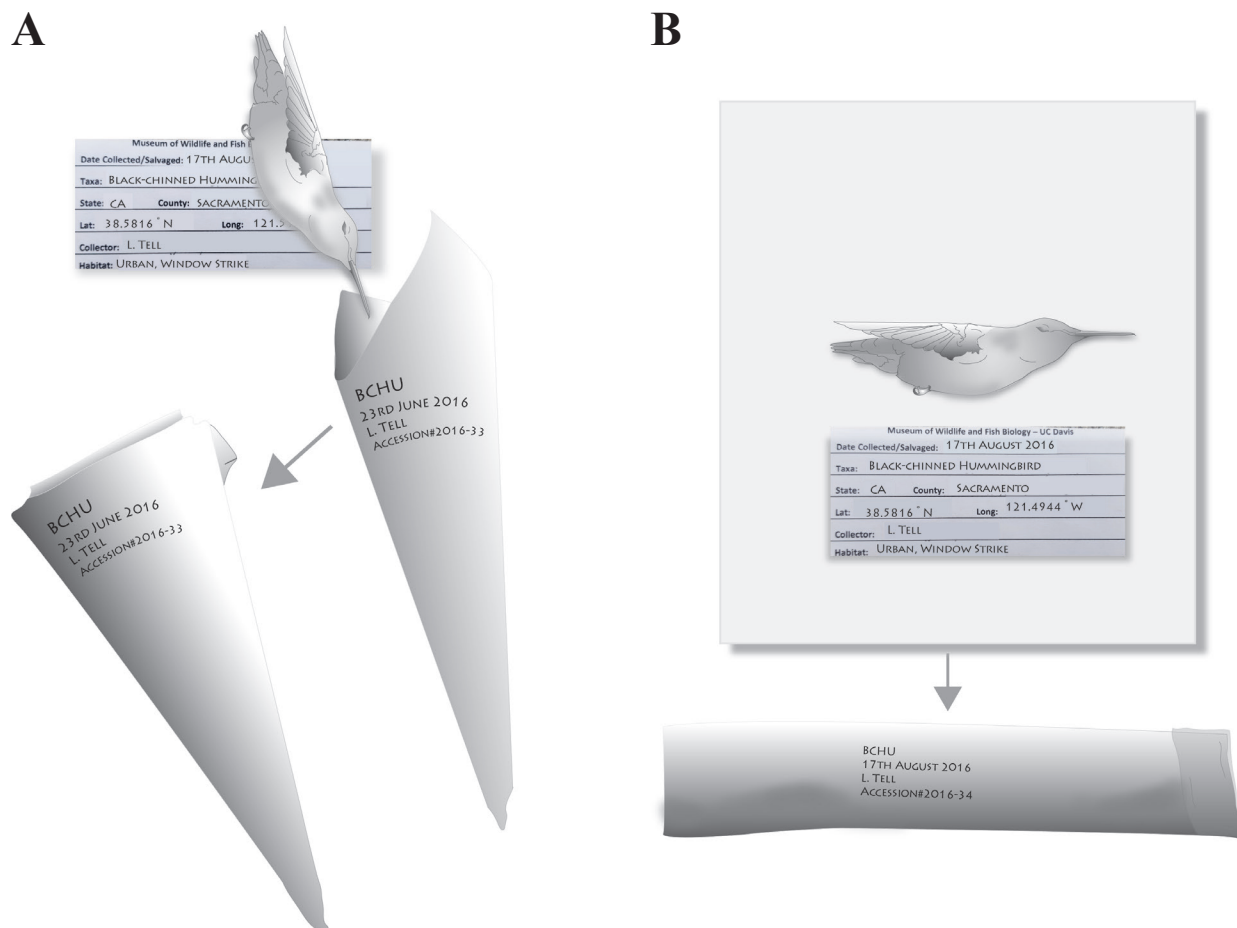 A
Museum of Wildlife and Fish
Date Collected/Salvaged: 17TH AUGU
Taxa: BLACK-CHINNED HUMMING
State: CA County: SACRAMENTO
Lat: 38.5816 ° N Long: 121.
Collector: L. TELL
Habitat: URBAN, WINDOW STRIKE
BCHU
23RD JUNE 2016
L. TELL
ACCESSION#2016-33
BCHU
23RD JUNE 2016
L. TELL
ACCESSION#2016-33
B
Museum of Wildlife and Fish Biology – UC Davis
Date Collected/Salvaged: 17TH AUGUST 2016
Taxa: BLACK-CHINNED HUMMINGBIRD
State: CA County: SACRAMENTO
Lat: 38.5816 ° N Long: 121.4944 ° W
Collector: L. TELL
Habitat: URBAN, WINDOW STRIKE
BCHU
17TH AUGUST 2016
L. TELL
ACCESSION#2016-34